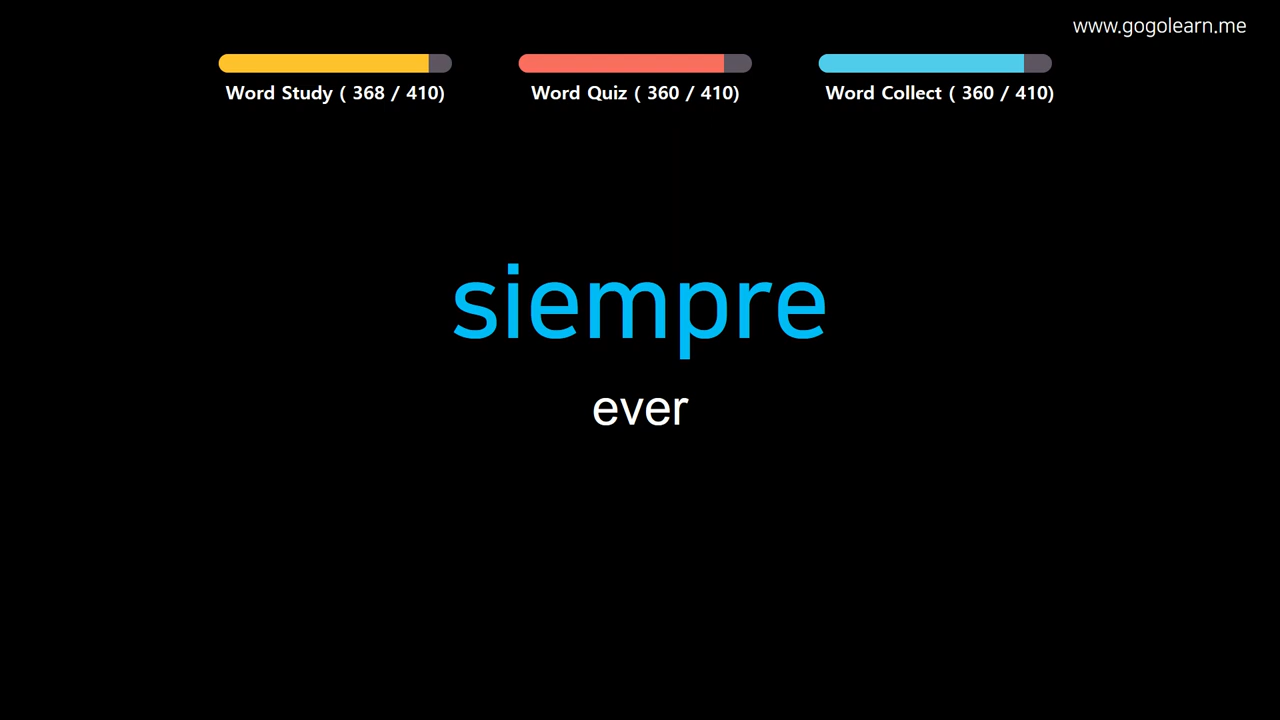 www.gogolearn.me
Word Study ( 368 / 410)
Word Quiz ( 360 / 410)
Word Collect ( 360 / 410)
siempre
ever